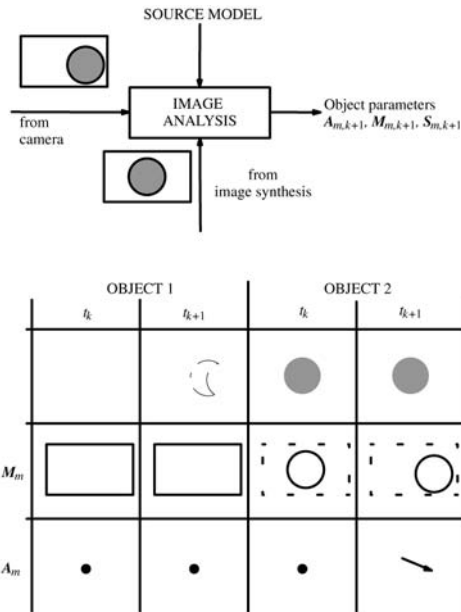 SOURCE MODEL
IMAGE
ANALYSIS
from
camera
Object parameters
A_{m,k+1}, M_{m,k+1}, S_{m,k+1}
from
image synthesis
OBJECT 1 OBJECT 2
t_k t_{k+1} t_k t_{k+1}
M_m
A_m